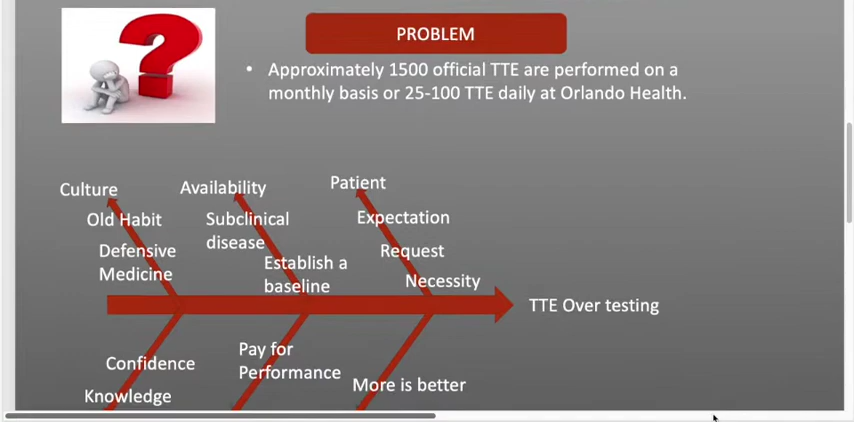 PROBLEM
• Approximately 1500 official TTE are performed on a
monthly basis or 25-100 TTE daily at Orlando Health.
Culture
Old Habit
Defensive
Medicine
Availability
Subclinical
disease
Establish a
baseline
Patient
Expectation
Request
Necessity
TTE Over testing
Confidence
Knowledge
Pay for
Performance
More is better